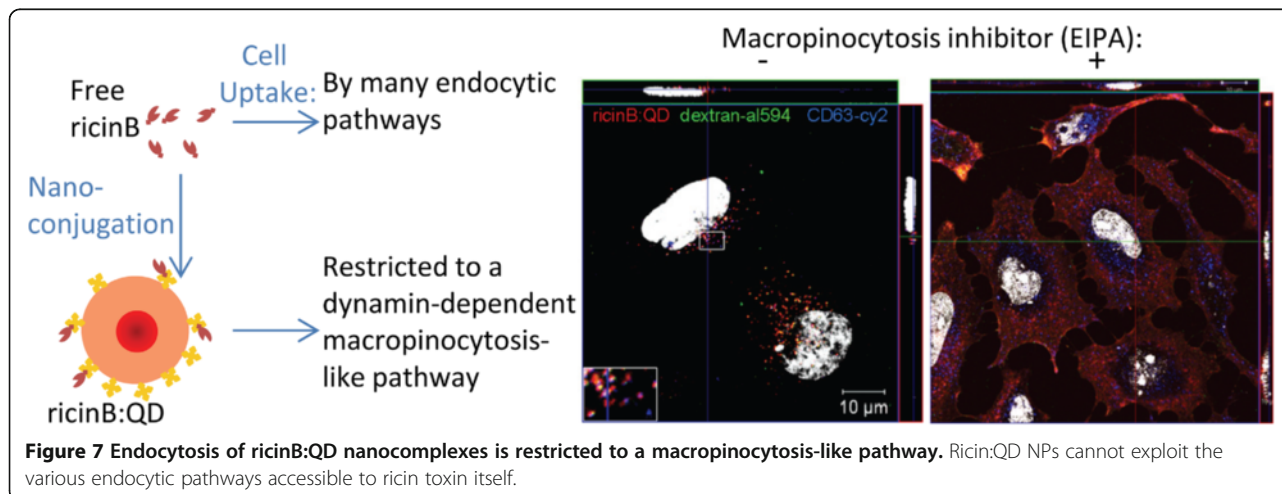 Free
ricinB
Cell
Uptake:
By many endocytic
pathways
Nano-
conjugation
ricinB:QD
Restricted to a
dynamin-dependent
macropinocytosis-
like pathway
Macropinocytosis inhibitor (EIPA):
- +
ricinB:QD dextran-al594 CD63-cy2
10 µm
Figure 7 Endocytosis of ricinB:QD nanocomplexes is restricted to a macropinocytosis-like pathway. Ricin:QD NPs cannot exploit the
various endocytic pathways accessible to ricin toxin itself.